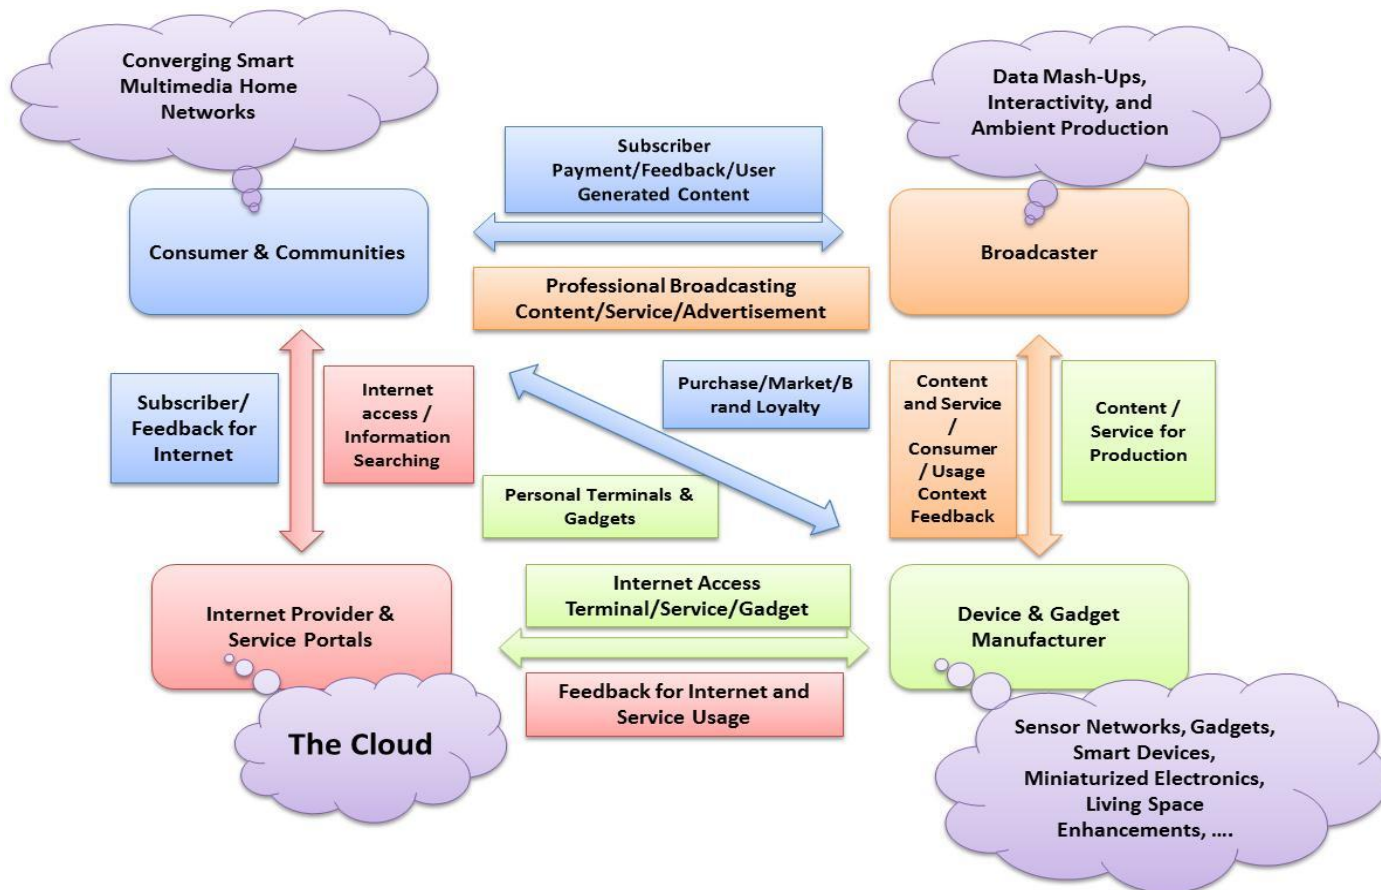 Converging Smart
Multimedia Home
Networks
Data Mash-Ups,
Interactivity, and
Ambient Production
Subscriber
Payment/Feedback/User
Generated Content
Consumer & Communities
Broadcaster
Professional Broadcasting
Content/Service/Advertisement
Subscriber/
Feedback for
Internet
Internet
access /
Information
Searching
Purchase/Market/B
rand Loyalty
Content
and Service
/
Consumer
/ Usage
Context
Feedback
Content /
Service for
Production
Personal Terminals &
Gadgets
Internet Access
Terminal/Service/Gadget
Internet Provider &
Service Portals
Device & Gadget
Manufacturer
Feedback for Internet and
Service Usage
The Cloud
Sensor Networks, Gadgets,
Smart Devices,
Miniaturized Electronics,
Living Space
Enhancements, ....